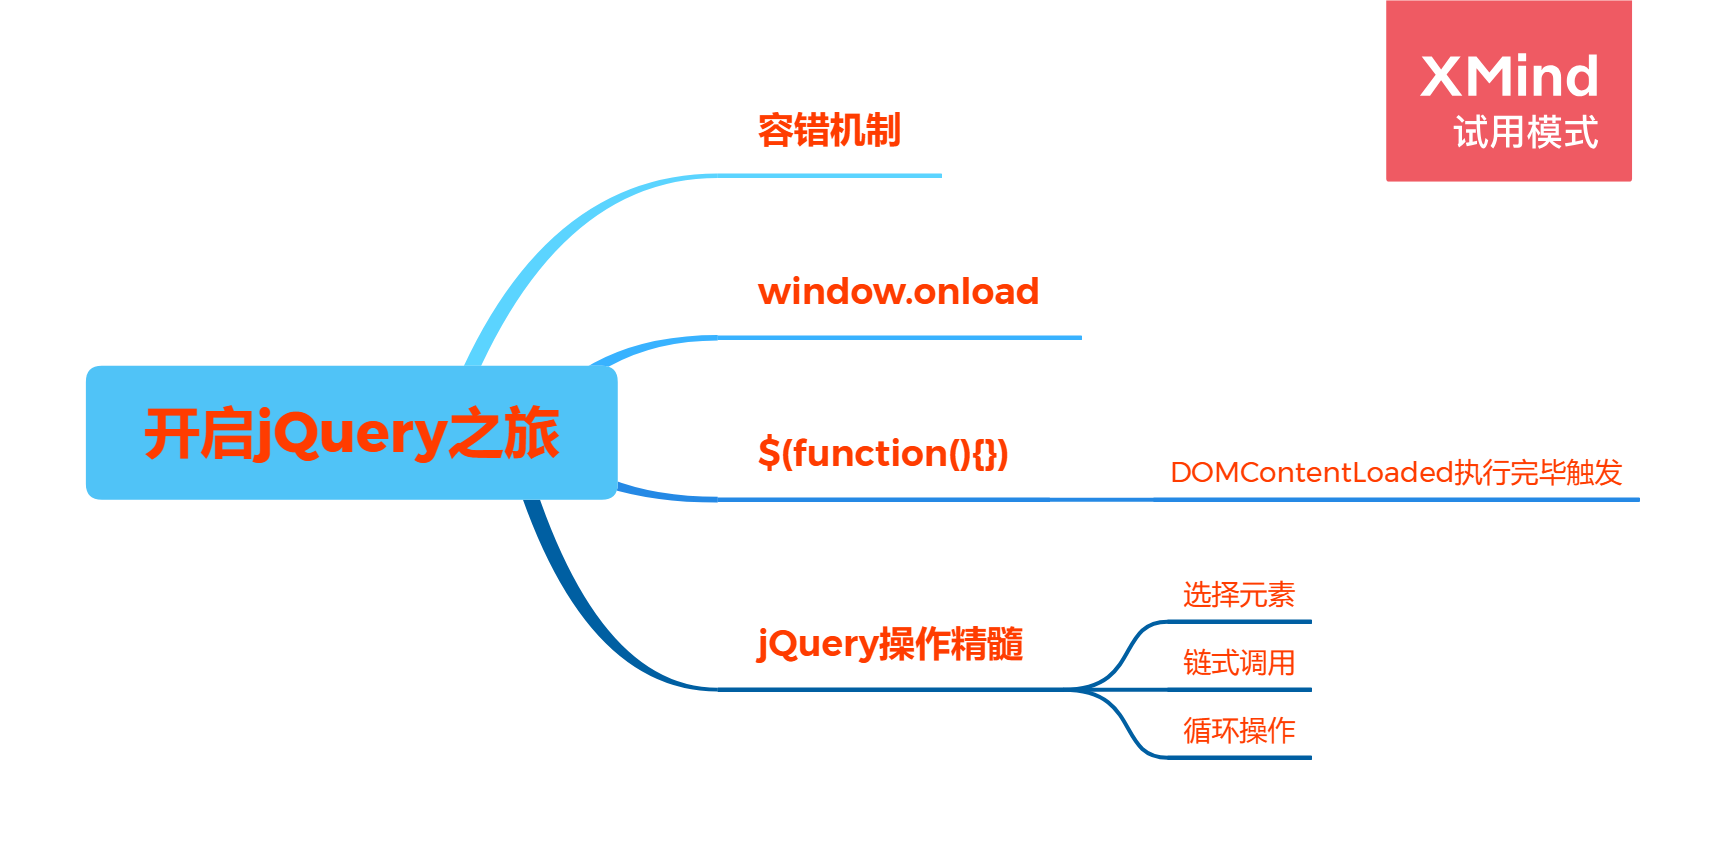 XMind
试用模式
容错机制
window.onload
开启jQuery之旅
$(function(){})
DOMContentLoaded执行完毕触发
jQuery操作精髓
选择元素
链式调用
循环操作